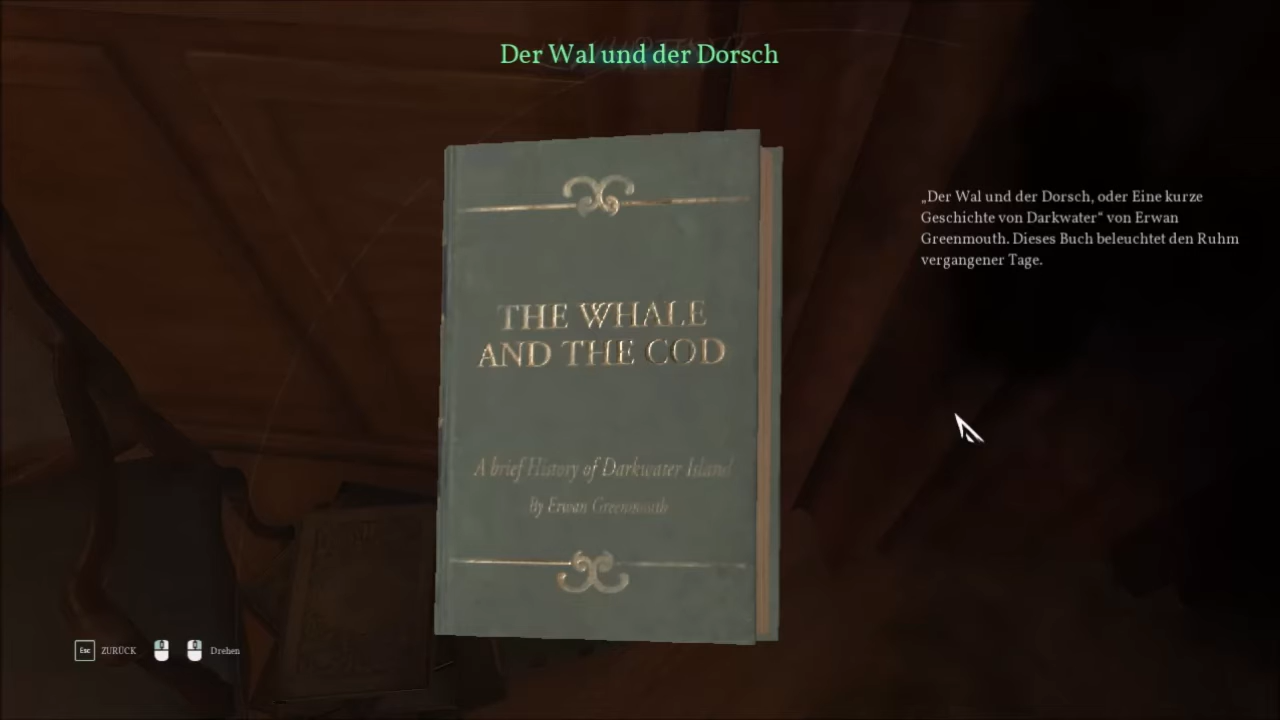 Der Wal und der Dorsch
„Der Wal und der Dorsch, oder Eine kurze
Geschichte von Darkwater“ von Erwan
Greenmouth. Dieses Buch beleuchtet den Ruhm
vergangener Tage.
THE WHALE
AND THE COD
A brief History of Darkwater Island
By Erwan Greenmouth
Esc ZURÜCK Drehen